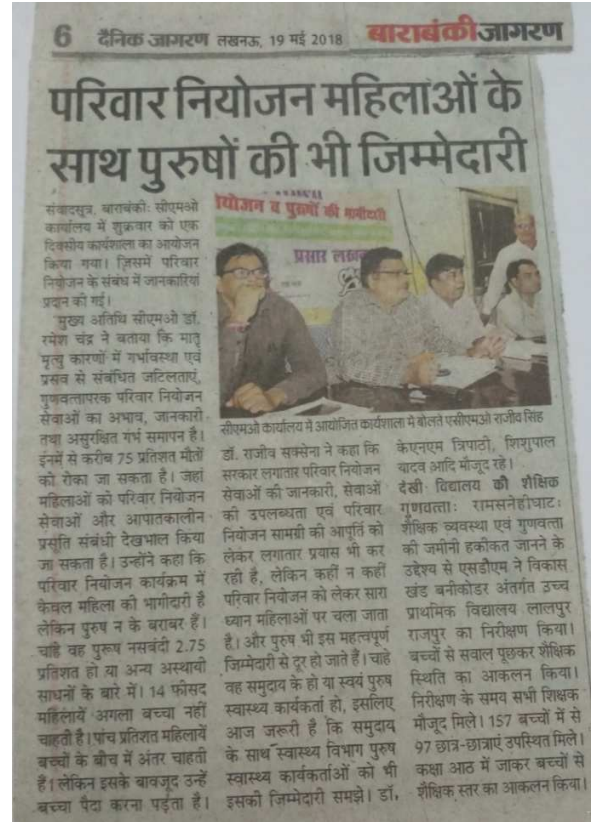 6 दैनिक जागरण लखनऊ, 19 मई 2018 बाराबंकी जागरण
परिवार नियोजन महिलाओं के
साथ पुरुषों की भी जिम्मेदारी
संवादसूत्र, बाराबंकी: सीएमओ
कार्यालय में शुक्रवार को एक
दिवसीय कार्यशाला का आयोजन
किया गया। जिसमें परिवार
नियोजन के संबंध में जानकारियां
प्रदान की गई।
मुख्य अतिथि सीएमओ डॉ.
रमेश चंद्र ने बताया कि मातृ
मृत्यु कारणों में गर्भावस्था एवं
प्रसव से संबंधित जटिलताएं,
गुणवत्तापरक परिवार नियोजन
सेवाओं का अभाव, जानकारी
तथा असुरक्षित गर्भ समापन है।
इनमें से करीब 75 प्रतिशत मौतों
को रोका जा सकता है। जहां
महिलाओं को परिवार नियोजन
सेवाओं और आपातकालीन
प्रसूति संबंधी देखभाल किया
जा सकता है। उन्होंने कहा कि
परिवार नियोजन कार्यक्रम में
केवल महिला की भागीदारी है
लेकिन पुरुष न के बराबर हैं।
चाहे वह पुरूष नसबंदी 2.75
प्रतिशत हो या अन्य अस्थायी
साधनों के बारे में। 14 फीसद
महिलायें अगला बच्चा नहीं
चाहती है। पांच प्रतिशत महिलायें
बच्चों के बीच में अंतर चाहती
हैं। लेकिन इसके बावजूद उन्हें
बच्चा पैदा करना पड़ता है।
योजन व पुरुषों की भागीदारी
प्रसार लखनऊ
सीएमओ कार्यालय में आयोजित कार्यशाला में बोलते एसीएमओ राजीव सिंह
डॉ. राजीव सक्सेना ने कहा कि
सरकार लगातार परिवार नियोजन
सेवाओं की जानकारी, सेवाओं
की उपलब्धता एवं परिवार
नियोजन सामग्री की आपूर्ति को
लेकर लगातार प्रयास भी कर
रही है, लेकिन कहीं न कहीं
परिवार नियोजन को लेकर सारा
ध्यान महिलाओं पर चला जाता
है। और पुरुष भी इस महत्वपूर्ण
जिम्मेदारी से दूर हो जाते हैं। चाहे
वह समुदाय के हो या स्वयं पुरुष
स्वास्थ्य कार्यकर्ता हो, इसलिए
आज जरूरी है कि समुदाय
के साथ स्वास्थ्य विभाग पुरुष
स्वास्थ्य कार्यकर्ताओं को भी
इसकी जिम्मेदारी समझे। डॉ.
केएनएम त्रिपाठी, शिशुपाल
यादव आदि मौजूद रहे।
देखी विद्यालय की शैक्षिक
गुणवत्ता: रामसनेहीघाट:
शैक्षिक व्यवस्था एवं गुणवत्ता
की जमीनी हकीकत जानने के
उद्देश्य से एसडीएम ने विकास
खंड बनीकोडर अंतर्गत उच्च
प्राथमिक विद्यालय लालपुर
राजपुर का निरीक्षण किया।
बच्चों से सवाल पूछकर शैक्षिक
स्थिति का आकलन किया।
निरीक्षण के समय सभी शिक्षक
मौजूद मिले। 157 बच्चों में से
97 छात्र-छात्राएं उपस्थित मिले।
कक्षा आठ में जाकर बच्चों से
शैक्षिक स्तर का आकलन किया।